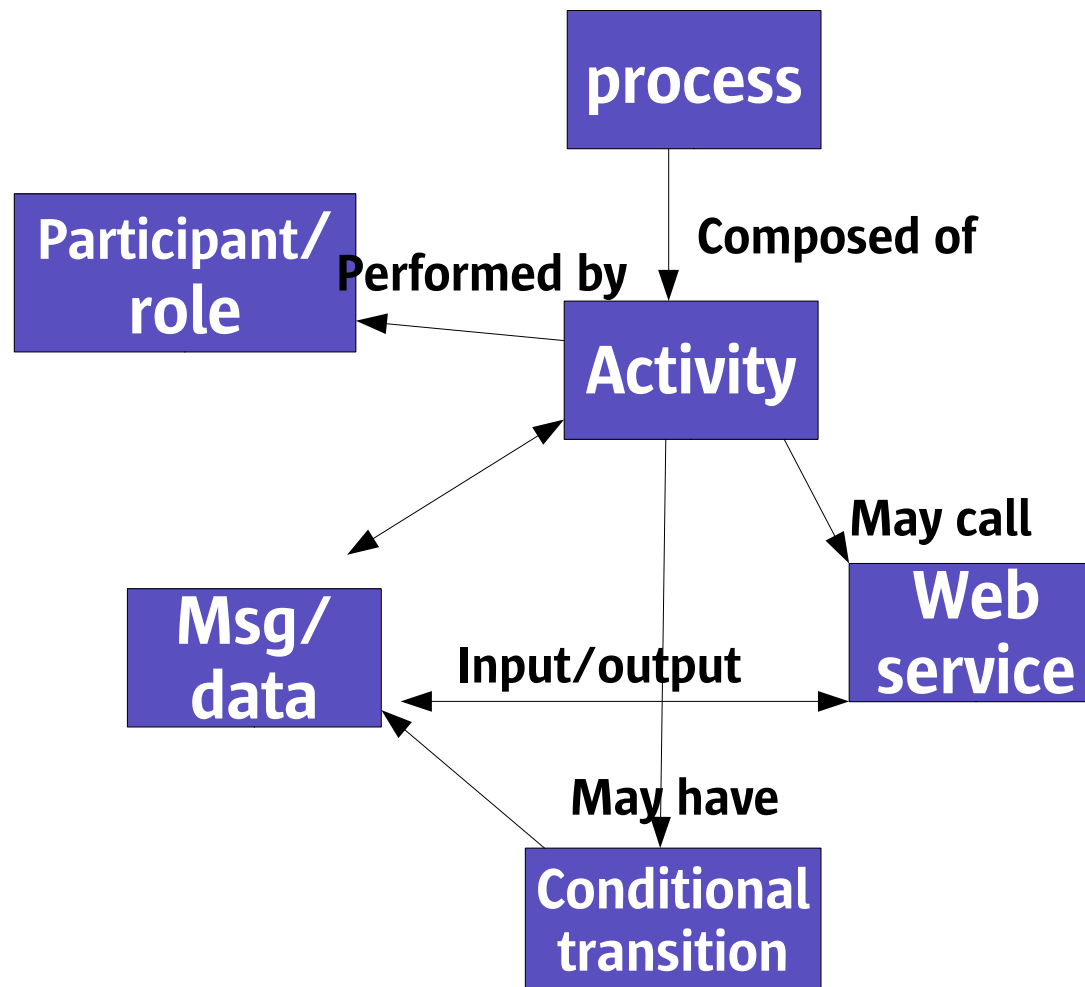 process
Composed of
Participant/
role
Performed by
Activity
May call
Web
service
Msg/
data
Input/output
May have
Conditional
transition